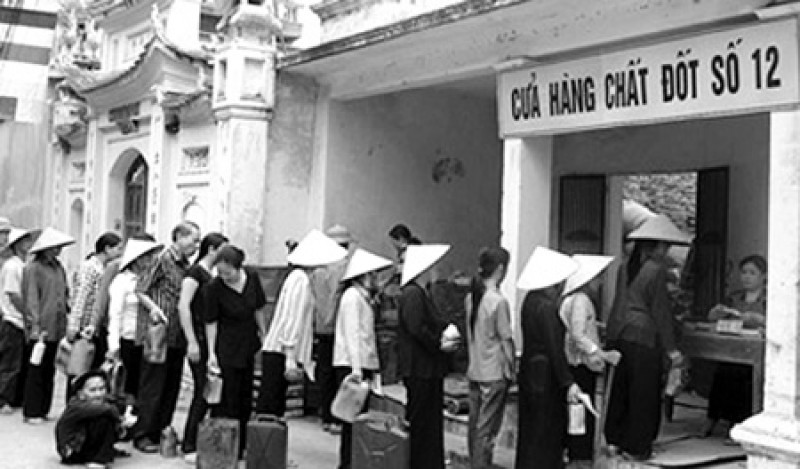 CỬA HÀNG CHẤT ĐỐT SỐ 12